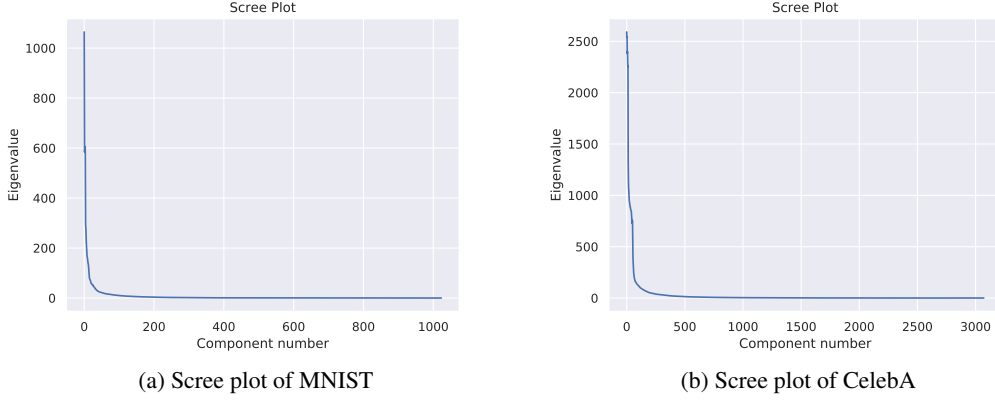 Scree Plot
1000
800
600
400
200
0
Eigenvalue
0 200 400 600 800 1000
Component number
(a) Scree plot of MNIST
Scree Plot
2500
2000
1500
1000
500
0
Eigenvalue
0 500 1000 1500 2000 2500 3000
Component number
(b) Scree plot of CelebA